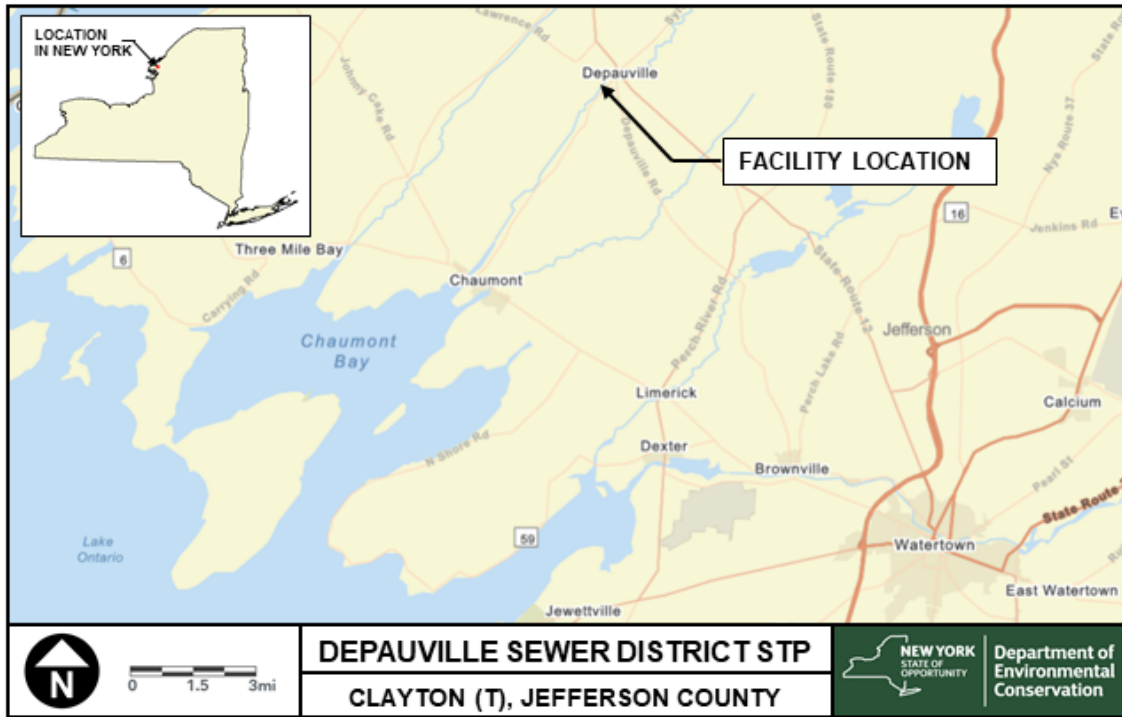 LOCATION
IN NEW YORK
Lawrence Rd
Johnny Cake Rd
Depauville
Depauville Rd
State Route 180
Nys Route 37
State Ro
FACILITY LOCATION
16
Jenkins Rd
Three Mile Bay
6
Carrying Rd
Chaumont
Chaumont
Bay
Perch River Rd
State Route 12
Perch Lake Rd
Jefferson
Limerick
Calcium
N Shore Rd
Dexter
Brownville
Pearl St
State Route
59
Lake
Ontario
Watertown
East Watertown
Jewettville
N
0 1.5 3mi
DEPAUVILLE SEWER DISTRICT STP
CLAYTON (T), JEFFERSON COUNTY
NEW YORK
STATE OF
OPPORTUNITY
Department of
Environmental
Conservation